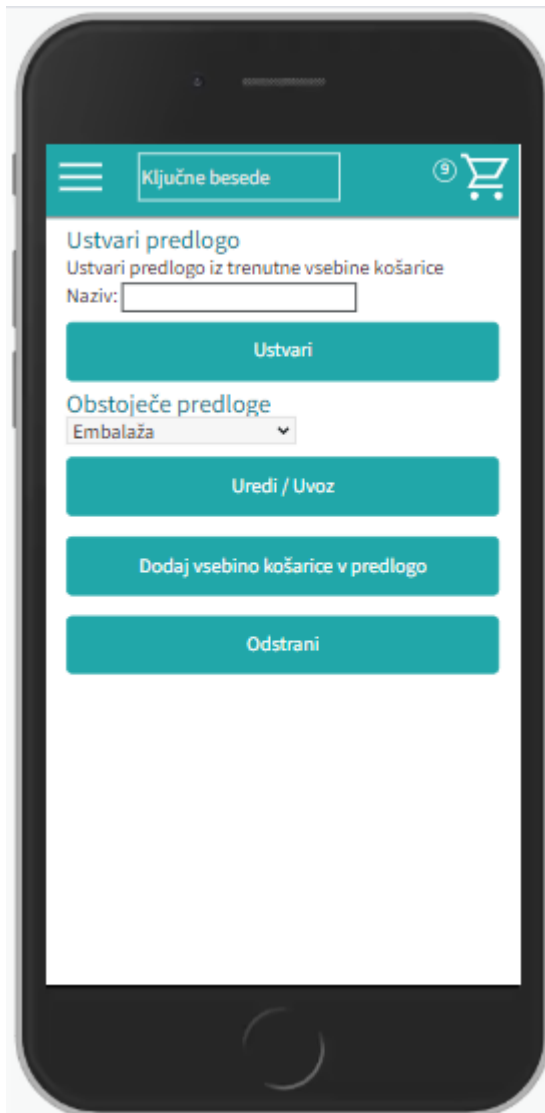 Ključne besede
9
Ustvari predlogo
Ustvari predlogo iz trenutne vsebine košarice
Naziv:
Ustvari
Obstoječe predloge
Embalaža
Uredi / Uvoz
Dodaj vsebino košarice v predlogo
Odstrani